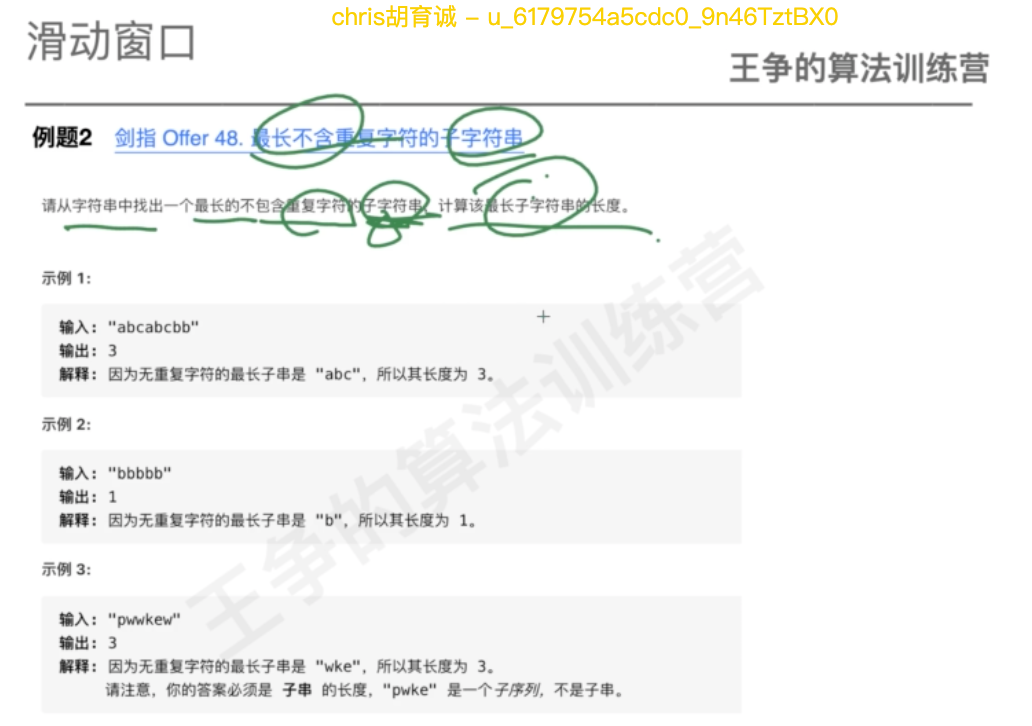 chris胡育诚 – u_6179754a5cdc0_9n46TztBX0
滑动窗口
王争的算法训练营
例题2 剑指 Offer 48. 最长不含重复字符的子字符串
请从字符串中找出一个最长的不包含重复字符的子字符串，计算该最长子字符串的长度。
示例 1:
输入: "abcabcbb"
输出: 3
解释: 因为无重复字符的最长子串是 "abc"，所以其长度为 3。
示例 2:
输入: "bbbbb"
输出: 1
解释: 因为无重复字符的最长子串是 "b"，所以其长度为 1。
示例 3:
输入: "pwwkew"
输出: 3
解释: 因为无重复字符的最长子串是 "wke"，所以其长度为 3。
请注意，你的答案必须是 子串 的长度，"pwke" 是一个子序列，不是子串。
王争的算法训练营